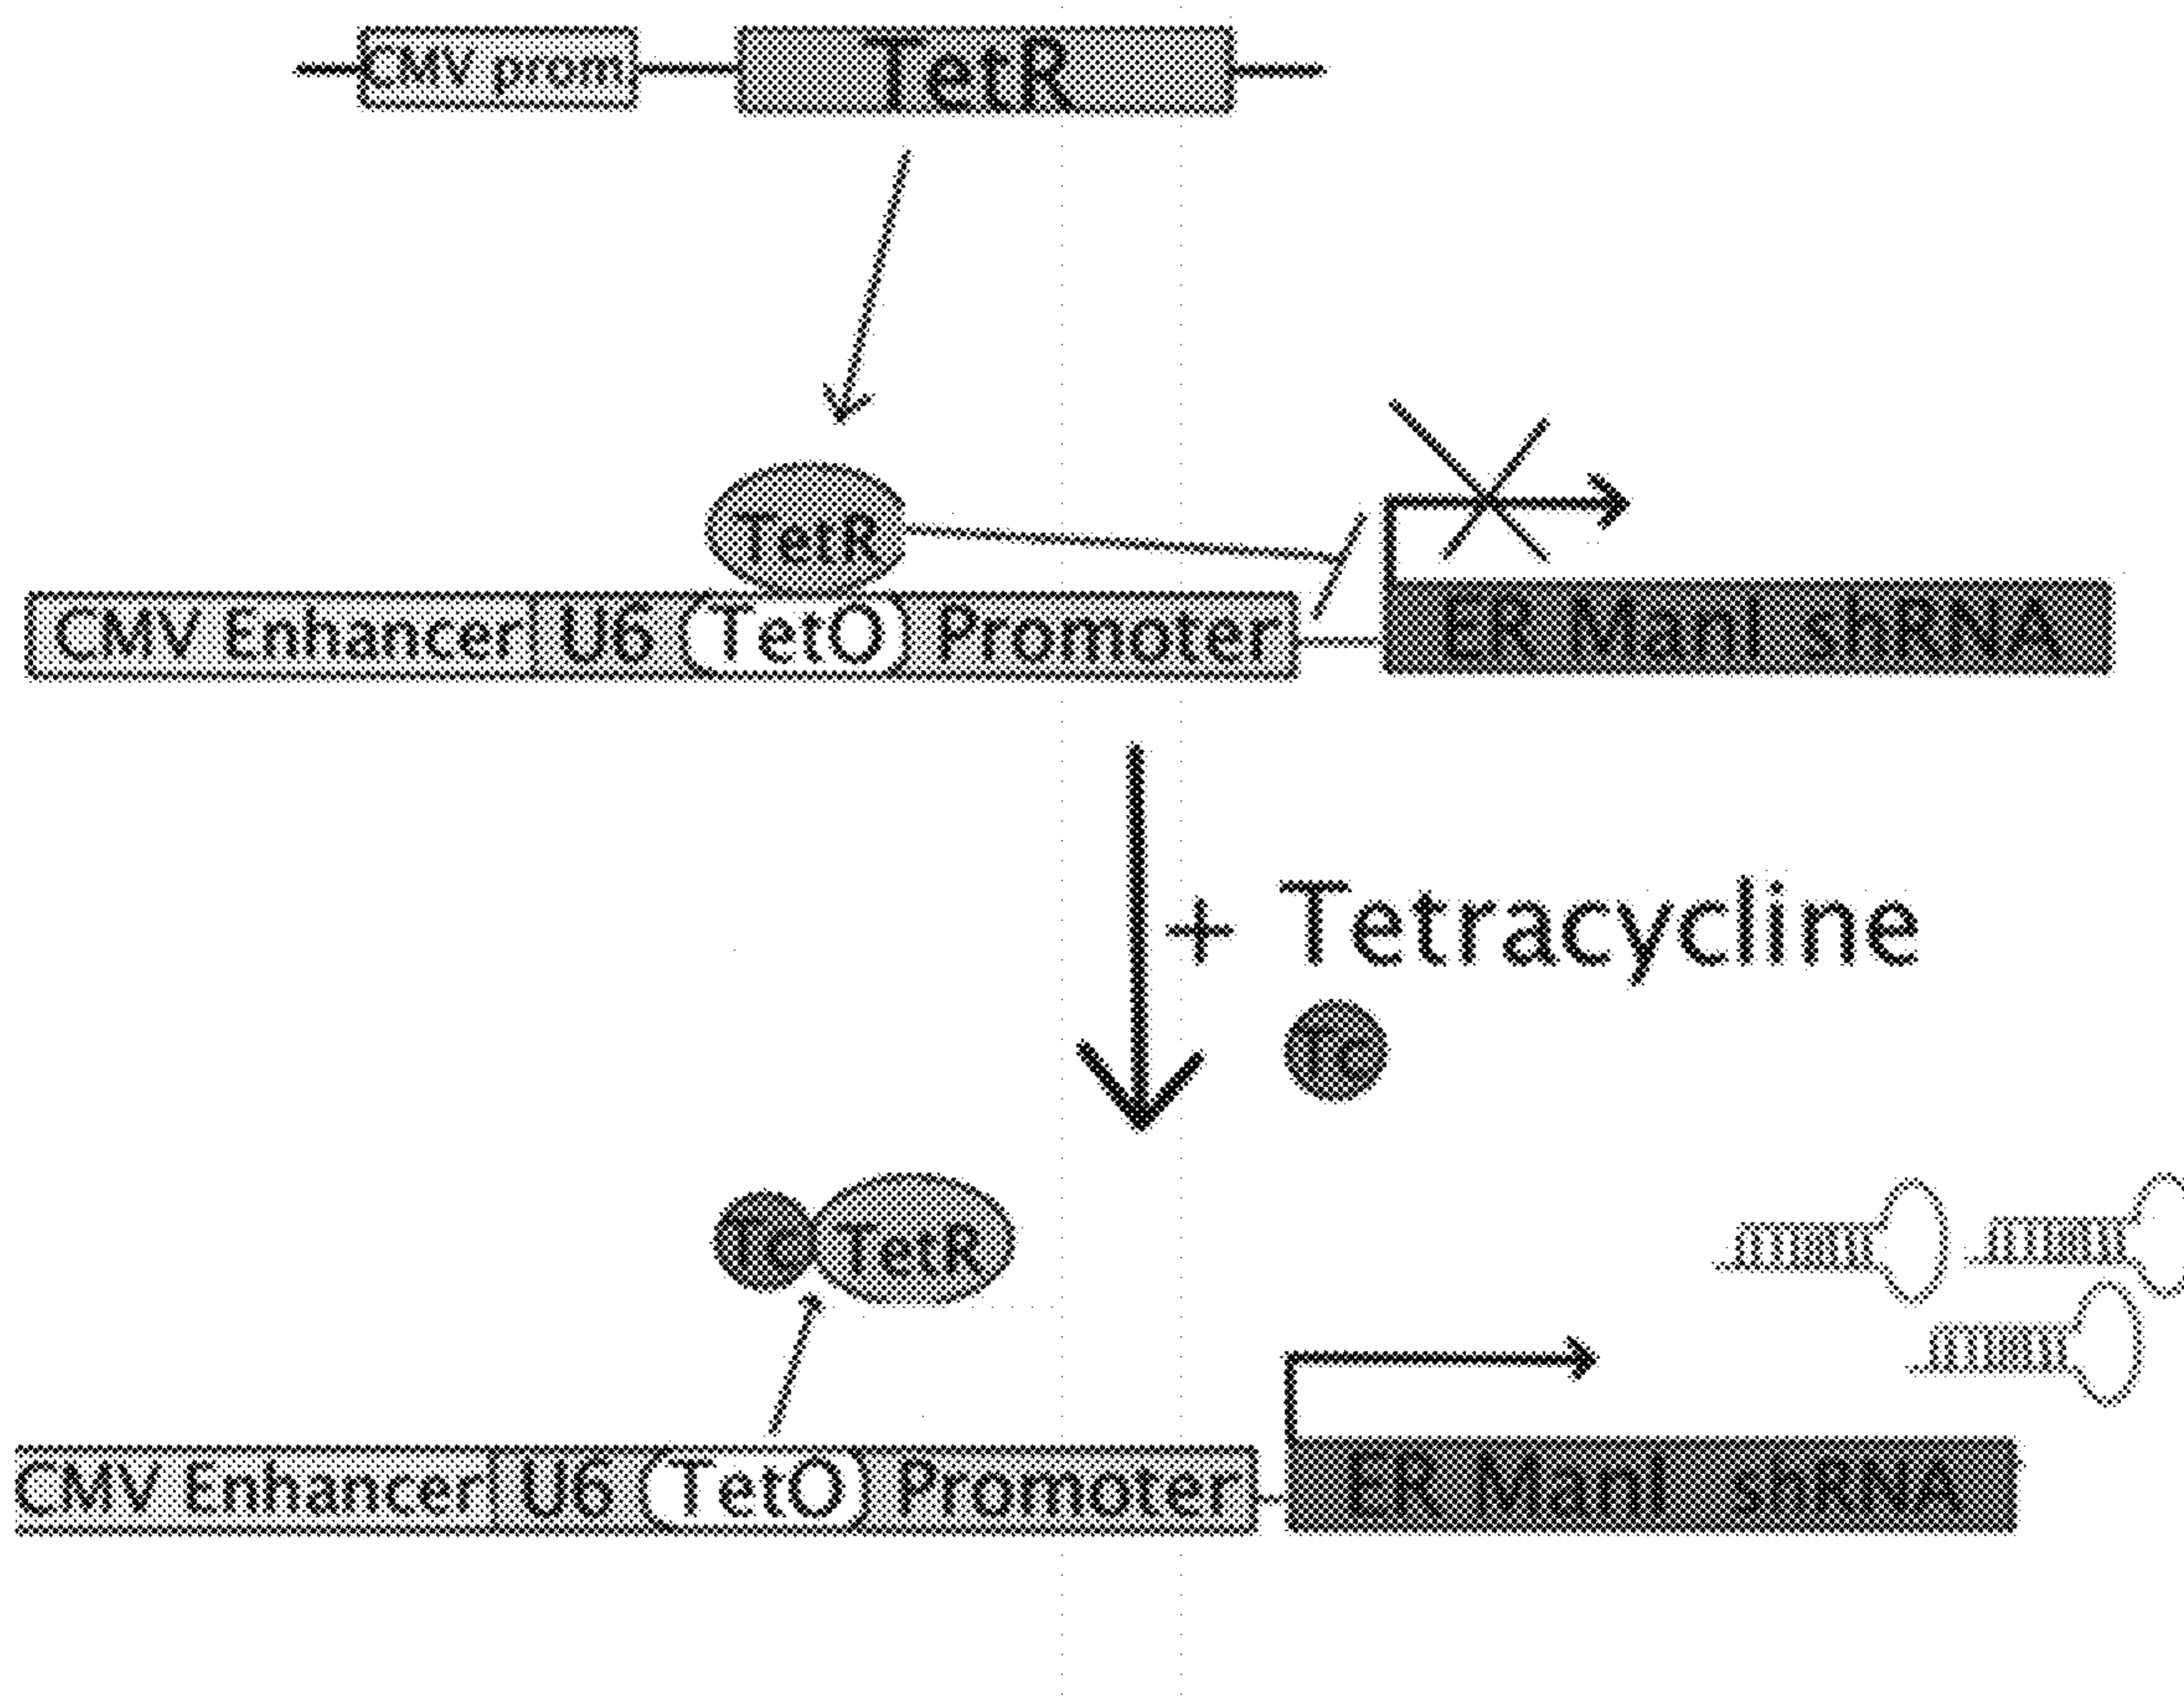 CMV prom TetR
TetR
CMV Enhancer U6 TetO Promoter ER ManI shRNA
+ Tetracycline
Tc
Tc TetR
CMV Enhancer U6 TetO Promoter ER ManI shRNA